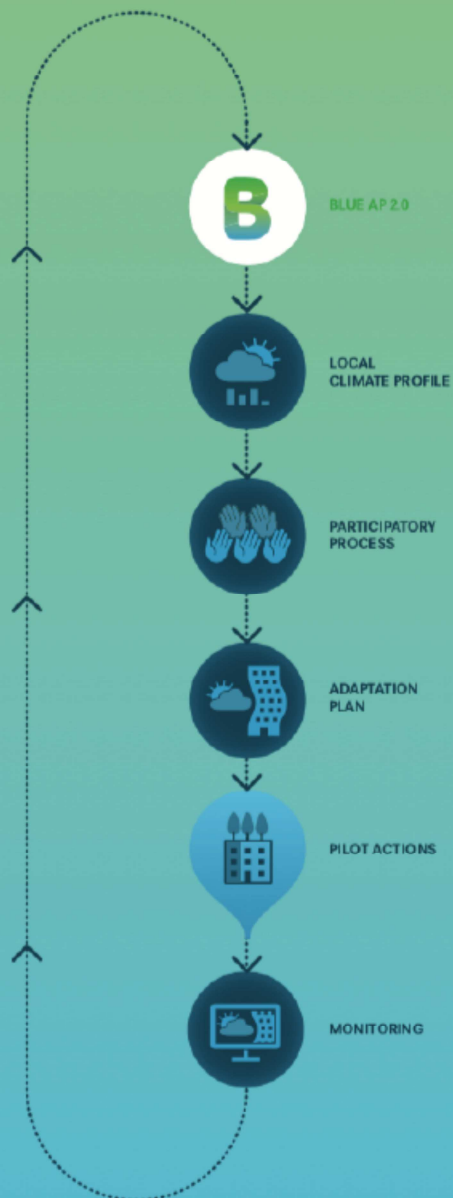 B
BLUE AP 2.0
LOCAL
CLIMATE PROFILE
PARTICIPATORY
PROCESS
ADAPTATION
PLAN
PILOT ACTIONS
MONITORING